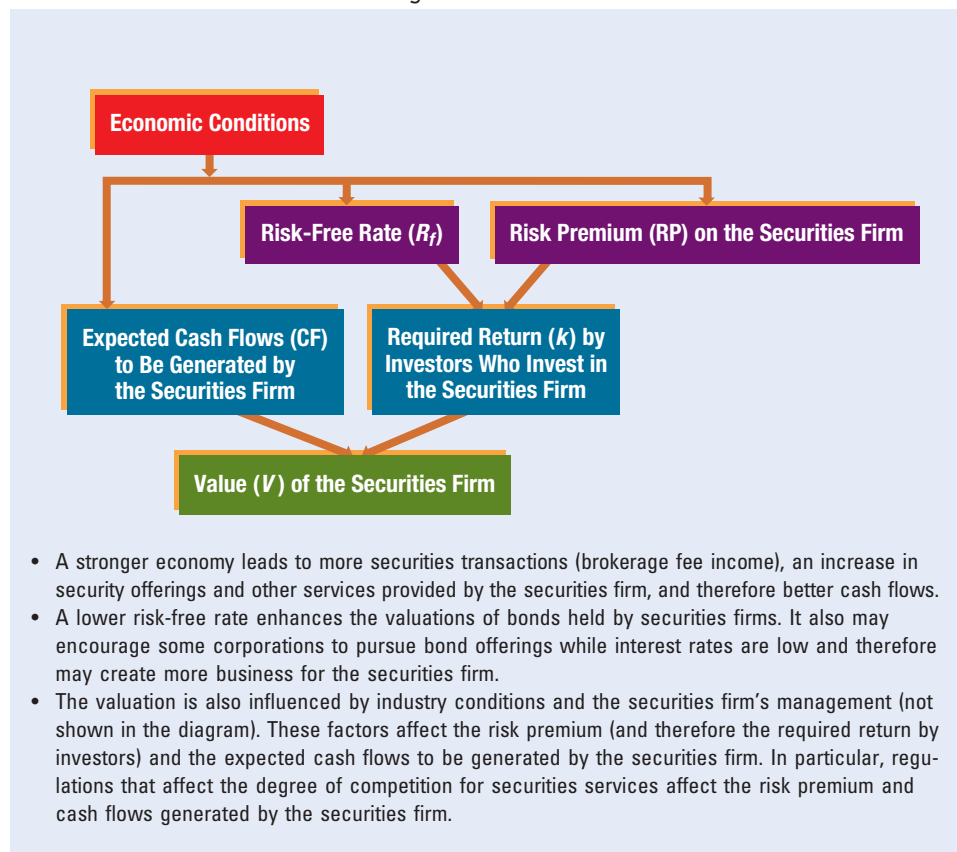 Economic Conditions
Risk-Free Rate (Rf)
Risk Premium (RP) on the Securities Firm
Expected Cash Flows (CF)
to Be Generated by
the Securities Firm
Required Return (k) by
Investors Who Invest in
the Securities Firm
Value (V) of the Securities Firm
• A stronger economy leads to more securities transactions (brokerage fee income), an increase in
security offerings and other services provided by the securities firm, and therefore better cash flows.
• A lower risk-free rate enhances the valuations of bonds held by securities firms. It also may
encourage some corporations to pursue bond offerings while interest rates are low and therefore
may create more business for the securities firm.
• The valuation is also influenced by industry conditions and the securities firm's management (not
shown in the diagram). These factors affect the risk premium (and therefore the required return by
investors) and the expected cash flows to be generated by the securities firm. In particular, regu-
lations that affect the degree of competition for securities services affect the risk premium and
cash flows generated by the securities firm.